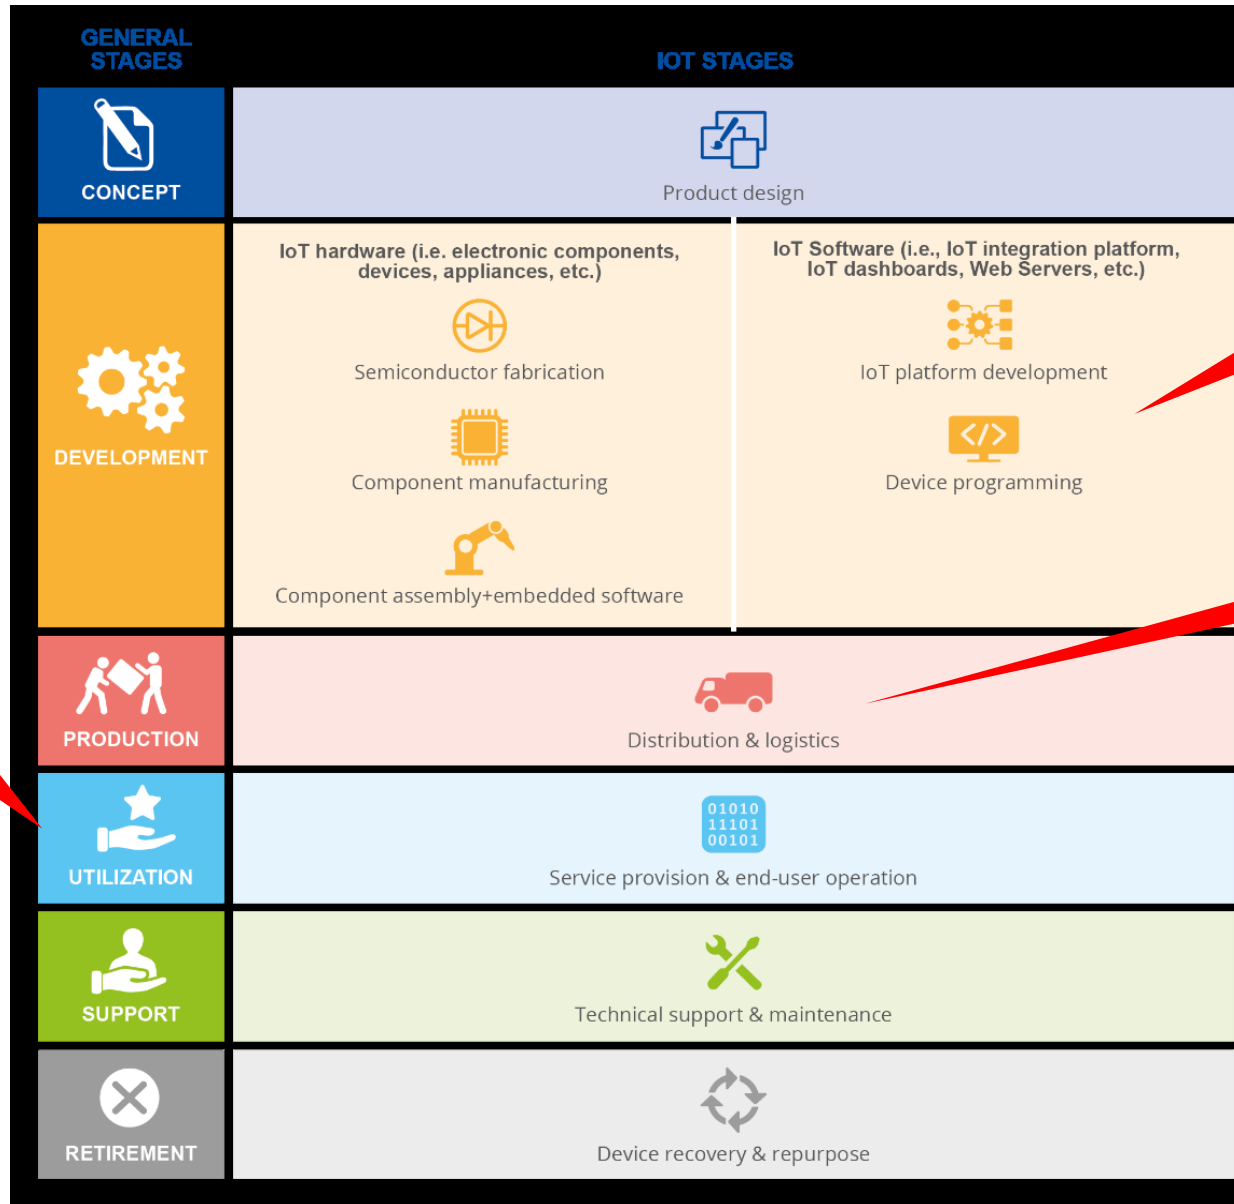 GENERAL
STAGES
IOT STAGES
CONCEPT
Product design
DEVELOPMENT
IoT hardware (i.e. electronic components,
devices, appliances, etc.)
Semiconductor fabrication
Component manufacturing
Component assembly+embedded software
IoT Software (i.e., IoT integration platform,
IoT dashboards, Web Servers, etc.)
IoT platform development
</>
Device programming
PRODUCTION
Distribution & logistics
UTILIZATION
01010
11101
00101
Service provision & end-user operation
SUPPORT
Technical support & maintenance
RETIREMENT
Device recovery & repurpose